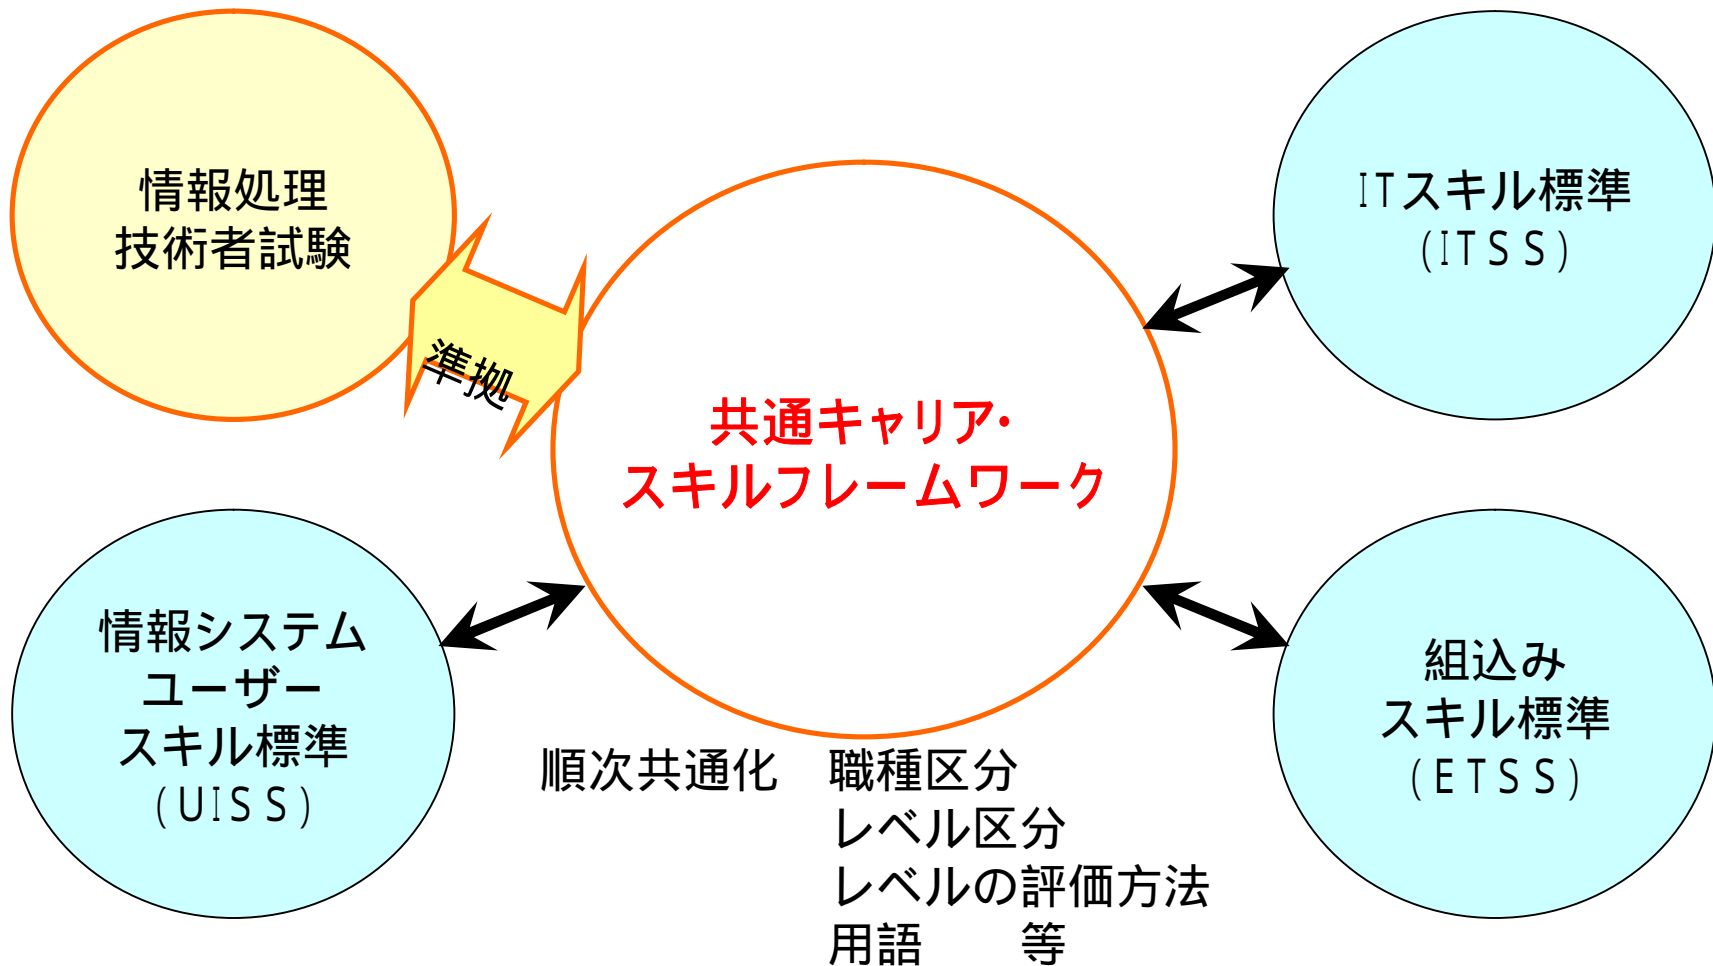 情報処理
技術者試験
準拠
ITスキル標準
(ITSS)
共通キャリア・
スキルフレームワーク
情報システム
ユーザー
スキル標準
(UISS)
組込み
スキル標準
(ETSS)
順次共通化　職種区分
レベル区分
レベルの評価方法
用語　　等